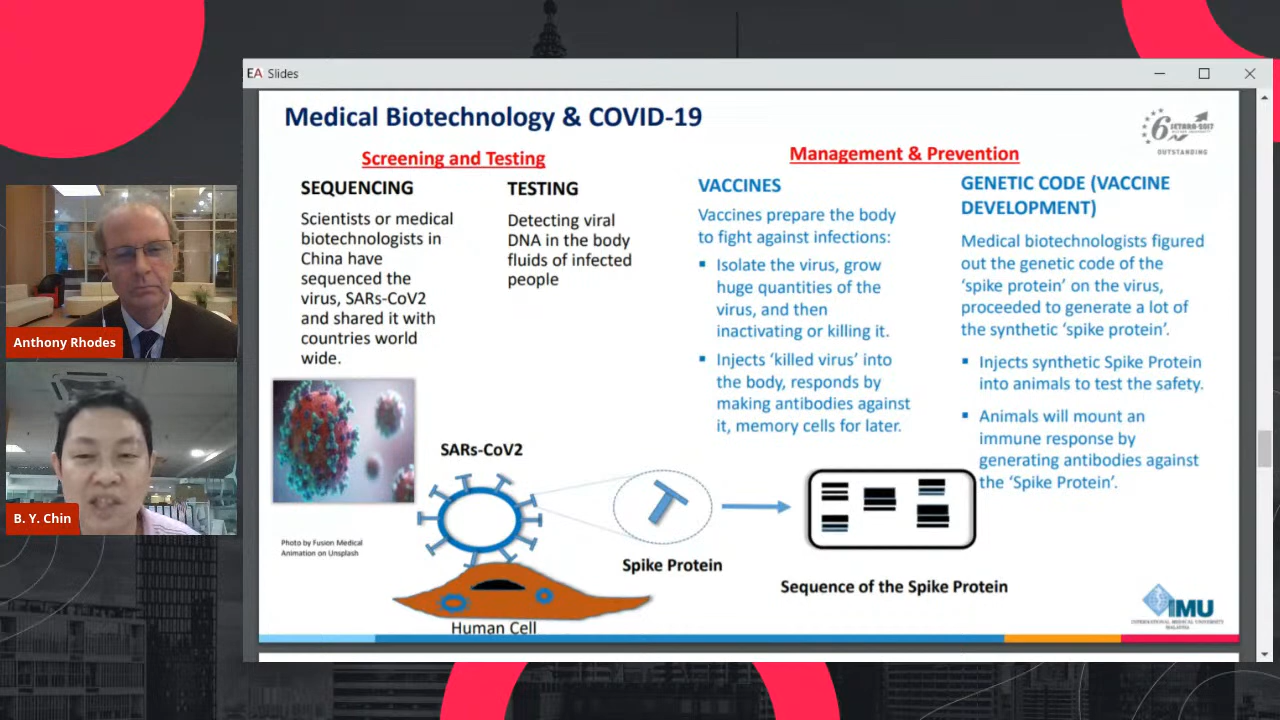 EA Slides
Medical Biotechnology & COVID-19
6
SETARA-2017
OUTSTANDING
Screening and Testing
SEQUENCING
Scientists or medical
biotechnologists in
China have
sequenced the
virus, SARs-CoV2
and shared it with
countries world
wide.
TESTING
Detecting viral
DNA in the body
fluids of infected
people
Management & Prevention
VACCINES
Vaccines prepare the body
to fight against infections:
▪ Isolate the virus, grow
huge quantities of the
virus, and then
inactivating or killing it.
▪ Injects ‘killed virus’ into
the body, responds by
making antibodies against
it, memory cells for later.
GENETIC CODE (VACCINE
DEVELOPMENT)
Medical biotechnologists figured
out the genetic code of the
‘spike protein’ on the virus,
proceeded to generate a lot of
the synthetic ‘spike protein’.
▪ Injects synthetic Spike Protein
into animals to test the safety.
▪ Animals will mount an
immune response by
generating antibodies against
the ‘Spike Protein’.
Photo by Fusion Medical
Animation on Unsplash
SARs-CoV2
Spike Protein
Sequence of the Spike Protein
Human Cell
IMU
INTERNATIONAL MEDICAL UNIVERSITY
MALAYSIA
Anthony Rhodes
B. Y. Chin